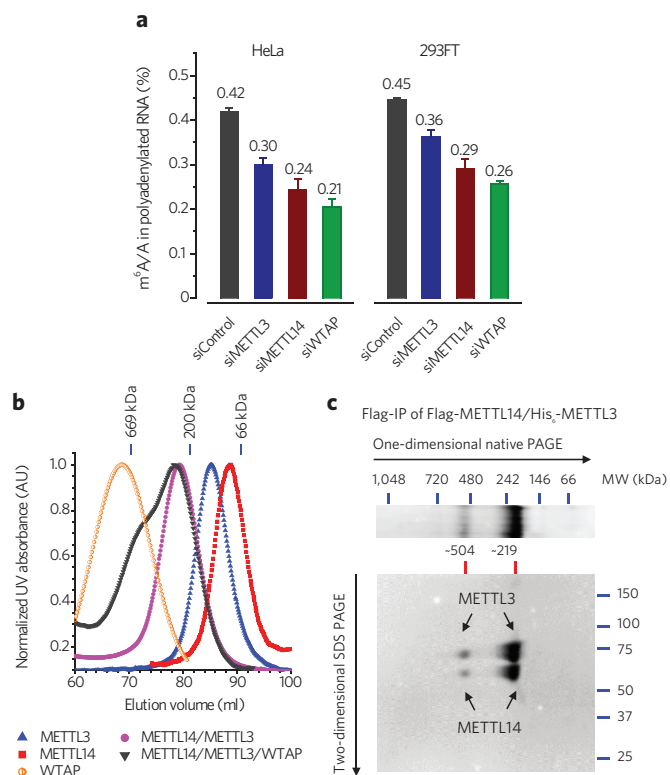 a
HeLa 293FT
m⁶A/A in polyadenylated RNA (%)
0.5
0.4
0.3
0.2
0.1
0
0.42
0.30
0.24
0.21
0.45
0.36
0.29
0.26
siControl siMETTL3 siMETTL14 siWTAP siControl siMETTL3 siMETTL14 siWTAP
b
669 kDa 200 kDa 66 kDa
Normalized UV absorbance (AU)
1.0
0.8
0.6
0.4
0.2
60 70 80 90 100
Elution volume (ml)
METTL3 METTL14/METTL3
METTL14 METTL14/METTL3/WTAP
WTAP
c
Flag-IP of Flag-METTL14/His₆-METTL3
One-dimensional native PAGE
1,048 720 480 242 146 66 MW (kDa)
~504 ~219
Two-dimensional SDS PAGE
METTL3
METTL14
150
100
75
50
37
25